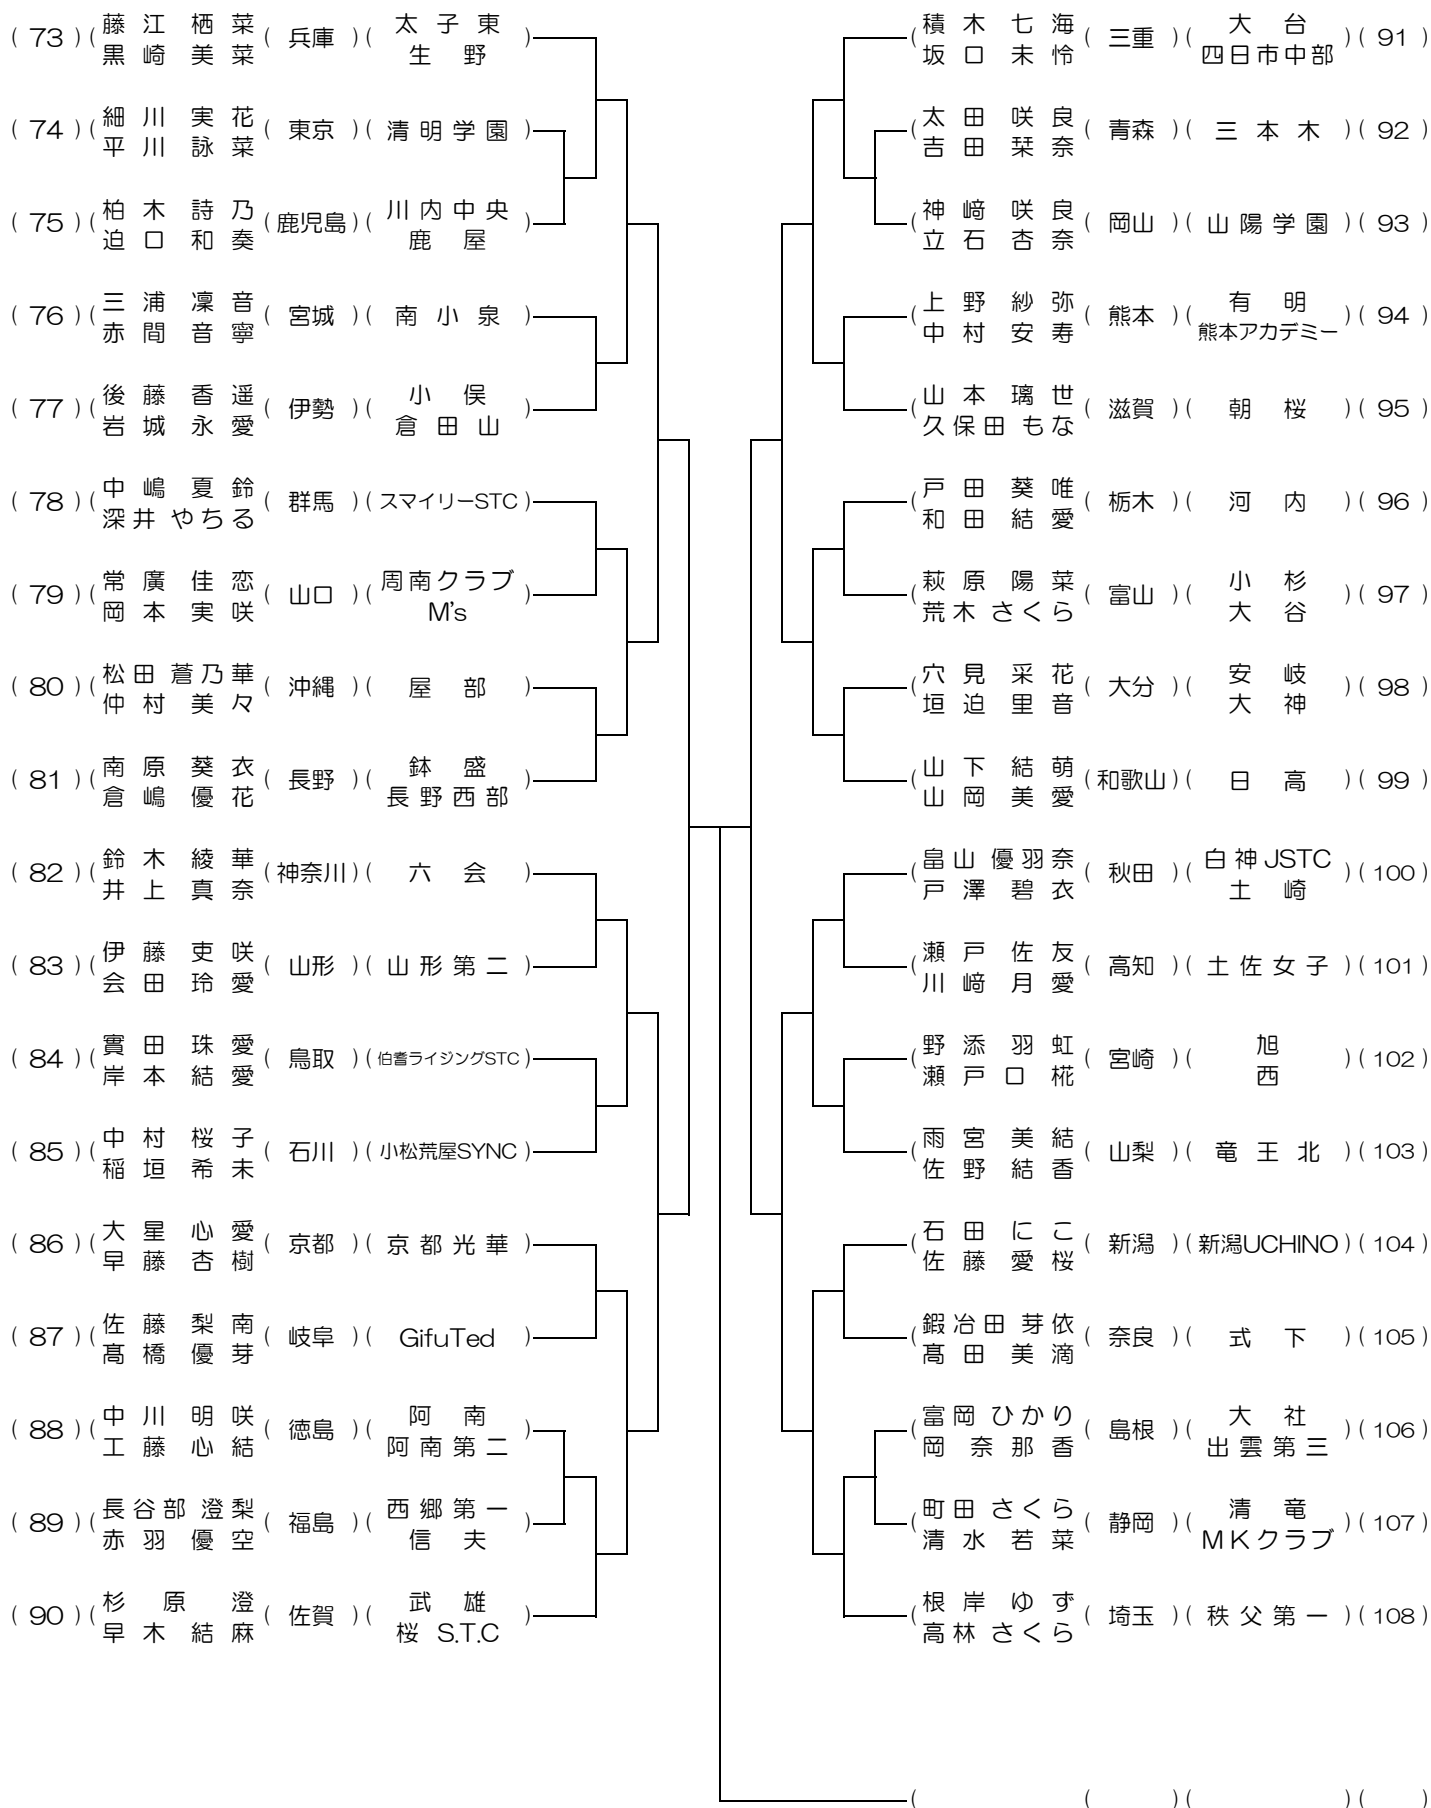 ( 73 ) ( 藤江 栖菜 黒崎 美菜 ( 兵庫 ) ( 太子東 生野 )
( 74 ) ( 細川 実花 平川 詠菜 ( 東京 ) ( 清明学園 )
( 75 ) ( 柏木 詩乃 迫口 和奏 ( 鹿児島 ) ( 川内中央 鹿屋 )
( 76 ) ( 三浦 凜音 赤間 音寧 ( 宮城 ) ( 南小泉 )
( 77 ) ( 後藤 香遥 岩城 永愛 ( 伊勢 ) ( 小俣 倉田山 )
( 78 ) ( 中嶋 夏鈴 深井 やちる ( 群馬 ) ( スマイリーSTC )
( 79 ) ( 常廣 佳恋 岡本 実咲 ( 山口 ) ( 周南クラブ M's )
( 80 ) ( 松田 蒼乃華 仲村 美々 ( 沖縄 ) ( 屋部 )
( 81 ) ( 南原 葵衣 倉嶋 優花 ( 長野 ) ( 鉢盛 長野西部 )
( 82 ) ( 鈴木 綾華 井上 真奈 ( 神奈川 ) ( 六会 )
( 83 ) ( 伊藤 吏咲 会田 玲愛 ( 山形 ) ( 山形第二 )
( 84 ) ( 實田 珠愛 岸本 結愛 ( 鳥取 ) ( 伯耆ライジングSTC )
( 85 ) ( 中村 桜子 稲垣 希未 ( 石川 ) ( 小松荒屋SYNC )
( 86 ) ( 大星 心愛 早藤 杏樹 ( 京都 ) ( 京都光華 )
( 87 ) ( 佐藤 梨南 髙橋 優芽 ( 岐阜 ) ( GifuTed )
( 88 ) ( 中川 明咲 工藤 心結 ( 徳島 ) ( 阿南 阿南第二 )
( 89 ) ( 長谷部 澄梨 赤羽 優空 ( 福島 ) ( 西郷第一 信夫 )
( 90 ) ( 杉原 澄 早木 結麻 ( 佐賀 ) ( 武雄 桜 S.T.C )
( 積木 七海 坂口 未怜 ( 三重 ) ( 大台 四日市中部 ) ( 91 )
( 太田 咲良 吉田 栞奈 ( 青森 ) ( 三本木 ) ( 92 )
( 神﨑 咲良 立石 杏奈 ( 岡山 ) ( 山陽学園 ) ( 93 )
( 上野 紗弥 中村 安寿 ( 熊本 ) ( 有明 熊本アカデミー ) ( 94 )
( 山本 璃世 久保田 もな ( 滋賀 ) ( 朝桜 ) ( 95 )
( 戸田 葵唯 和田 結愛 ( 栃木 ) ( 河内 ) ( 96 )
( 萩原 陽菜 荒木 さくら ( 富山 ) ( 小杉 大谷 ) ( 97 )
( 穴見 采花 垣迫 里音 ( 大分 ) ( 安岐 大神 ) ( 98 )
( 山下 結萌 山岡 美愛 ( 和歌山 ) ( 日高 ) ( 99 )
( 畠山 優羽奈 戸澤 碧衣 ( 秋田 ) ( 白神JSTC 土崎 ) ( 100 )
( 瀬戸 佐友 川﨑 月愛 ( 高知 ) ( 土佐女子 ) ( 101 )
( 野添 羽虹 瀬戸口 椛 ( 宮崎 ) ( 旭 西 ) ( 102 )
( 雨宮 美結 佐野 結香 ( 山梨 ) ( 竜王北 ) ( 103 )
( 石田 にこ 佐藤 愛桜 ( 新潟 ) ( 新潟UCHINO ) ( 104 )
( 鍜冶田 芽依 髙田 美滴 ( 奈良 ) ( 式下 ) ( 105 )
( 富岡 ひかり 岡 奈那香 ( 島根 ) ( 大社 出雲第三 ) ( 106 )
( 町田 さくら 清水 若菜 ( 静岡 ) ( 清竜 MKクラブ ) ( 107 )
( 根岸 ゆず 高林 さくら ( 埼玉 ) ( 秩父第一 ) ( 108 )
( ( ) ( ) ( )